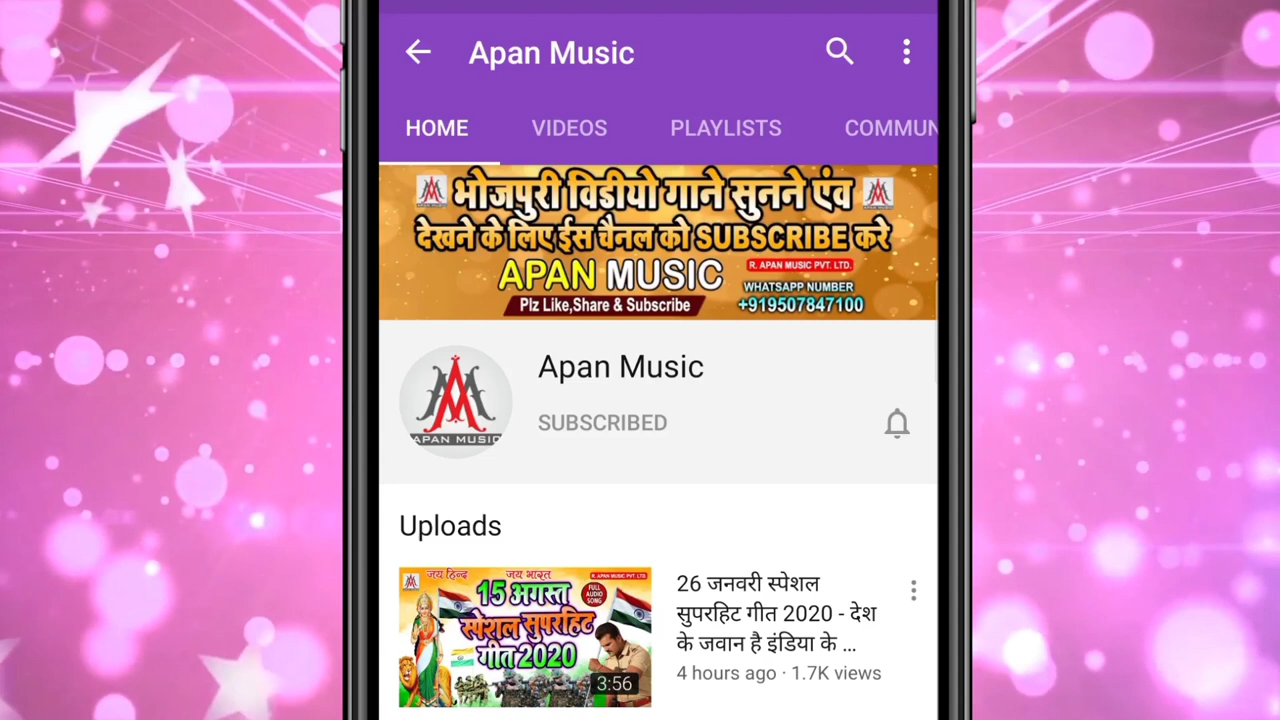 Apan Music
HOME VIDEOS PLAYLISTS COMMUN
भोजपुरी विडीयो गाने सुनने एंव
देखने के लिए ईस चैनल को SUBSCRIBE करे
APAN MUSIC
R. APAN MUSIC PVT. LTD.
WHATSAPP NUMBER
+919507847100
Plz Like,Share & Subscribe
Apan Music
SUBSCRIBED
APAN MUSIC
Uploads
जय हिन्द जय भारत
R. APAN MUSIC PVT. LTD
15 अगस्त
FULL
AUDIO
SONG
स्पेशल सुपरहिट
गीत 2020
3:56
26 जनवरी स्पेशल
सुपरहिट गीत 2020 - देश
के जवान है इंडिया के ...
4 hours ago · 1.7K views